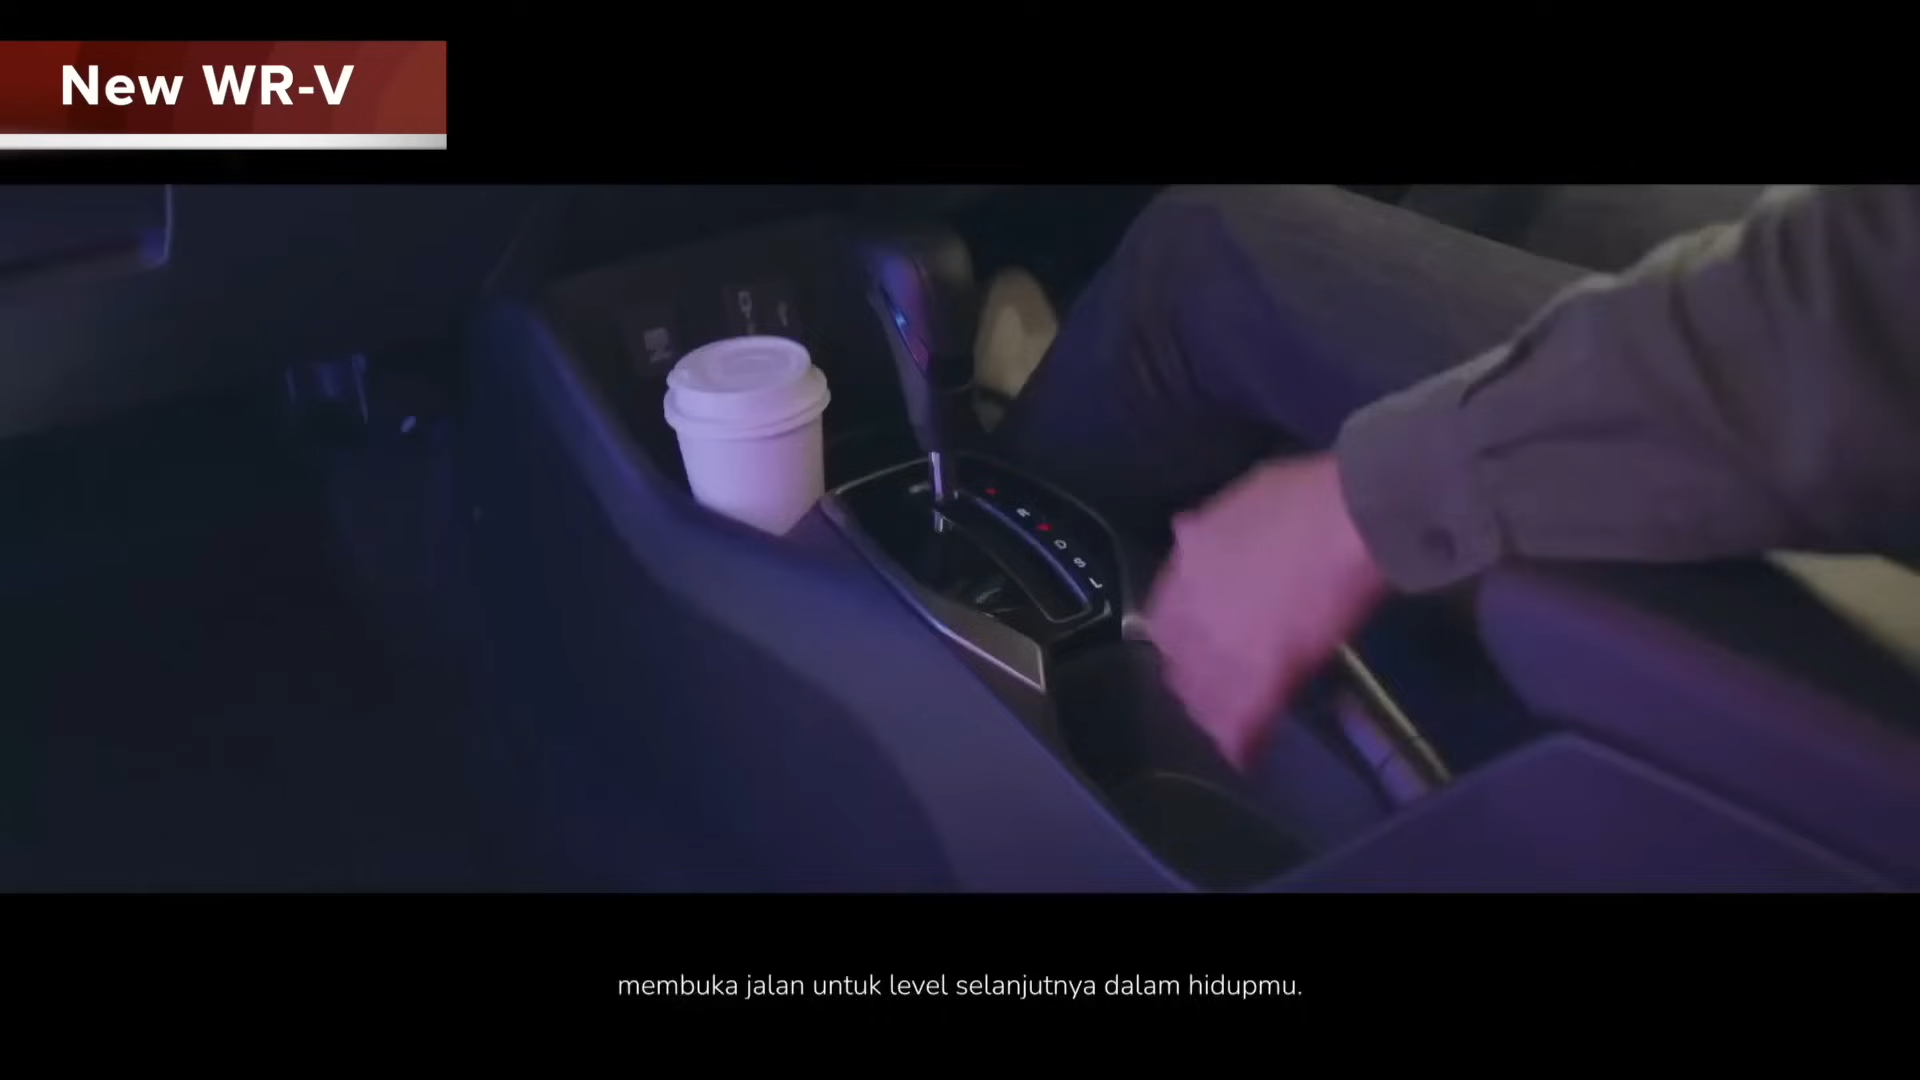 New WR-V
R
D
S
L
membuka jalan untuk level selanjutnya dalam hidupmu.